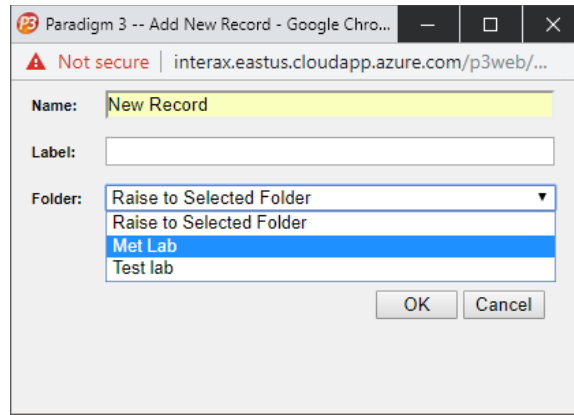 P3 Paradigm 3 -- Add New Record - Google Chro...
Not secure | interax.eastus.cloudapp.azure.com/p3web/...
Name: New Record
Label:
Folder: Raise to Selected Folder
Raise to Selected Folder
Met Lab
Test lab
OK Cancel